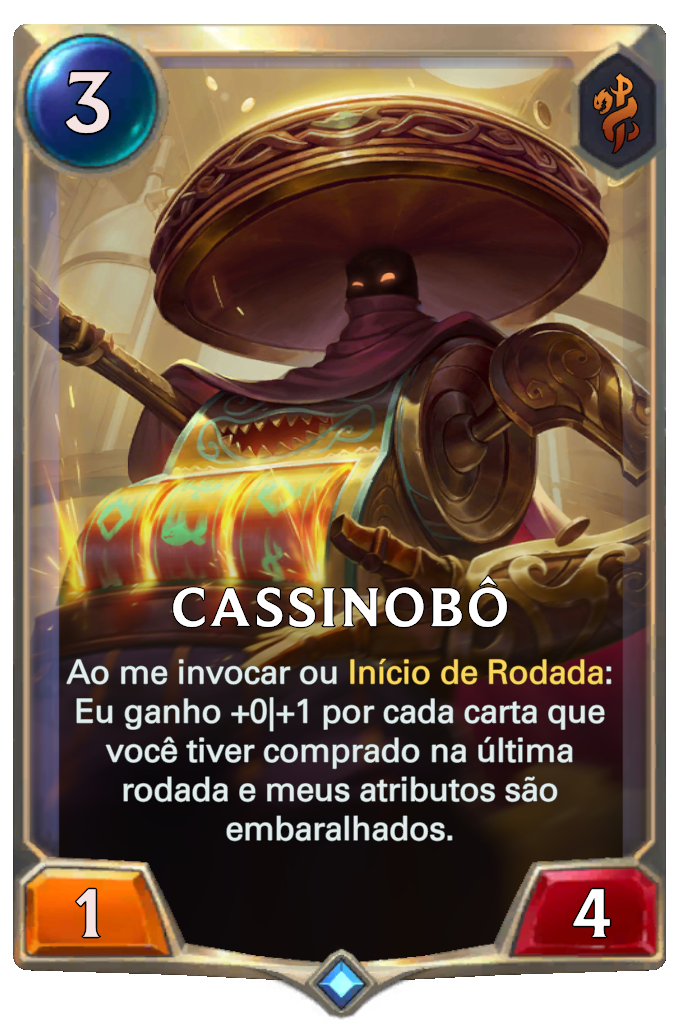 3
CASSINOBÔ
Ao me invocar ou Início de Rodada:
Eu ganho +0|+1 por cada carta que
você tiver comprado na última
rodada e meus atributos são
embaralhados.
1
4